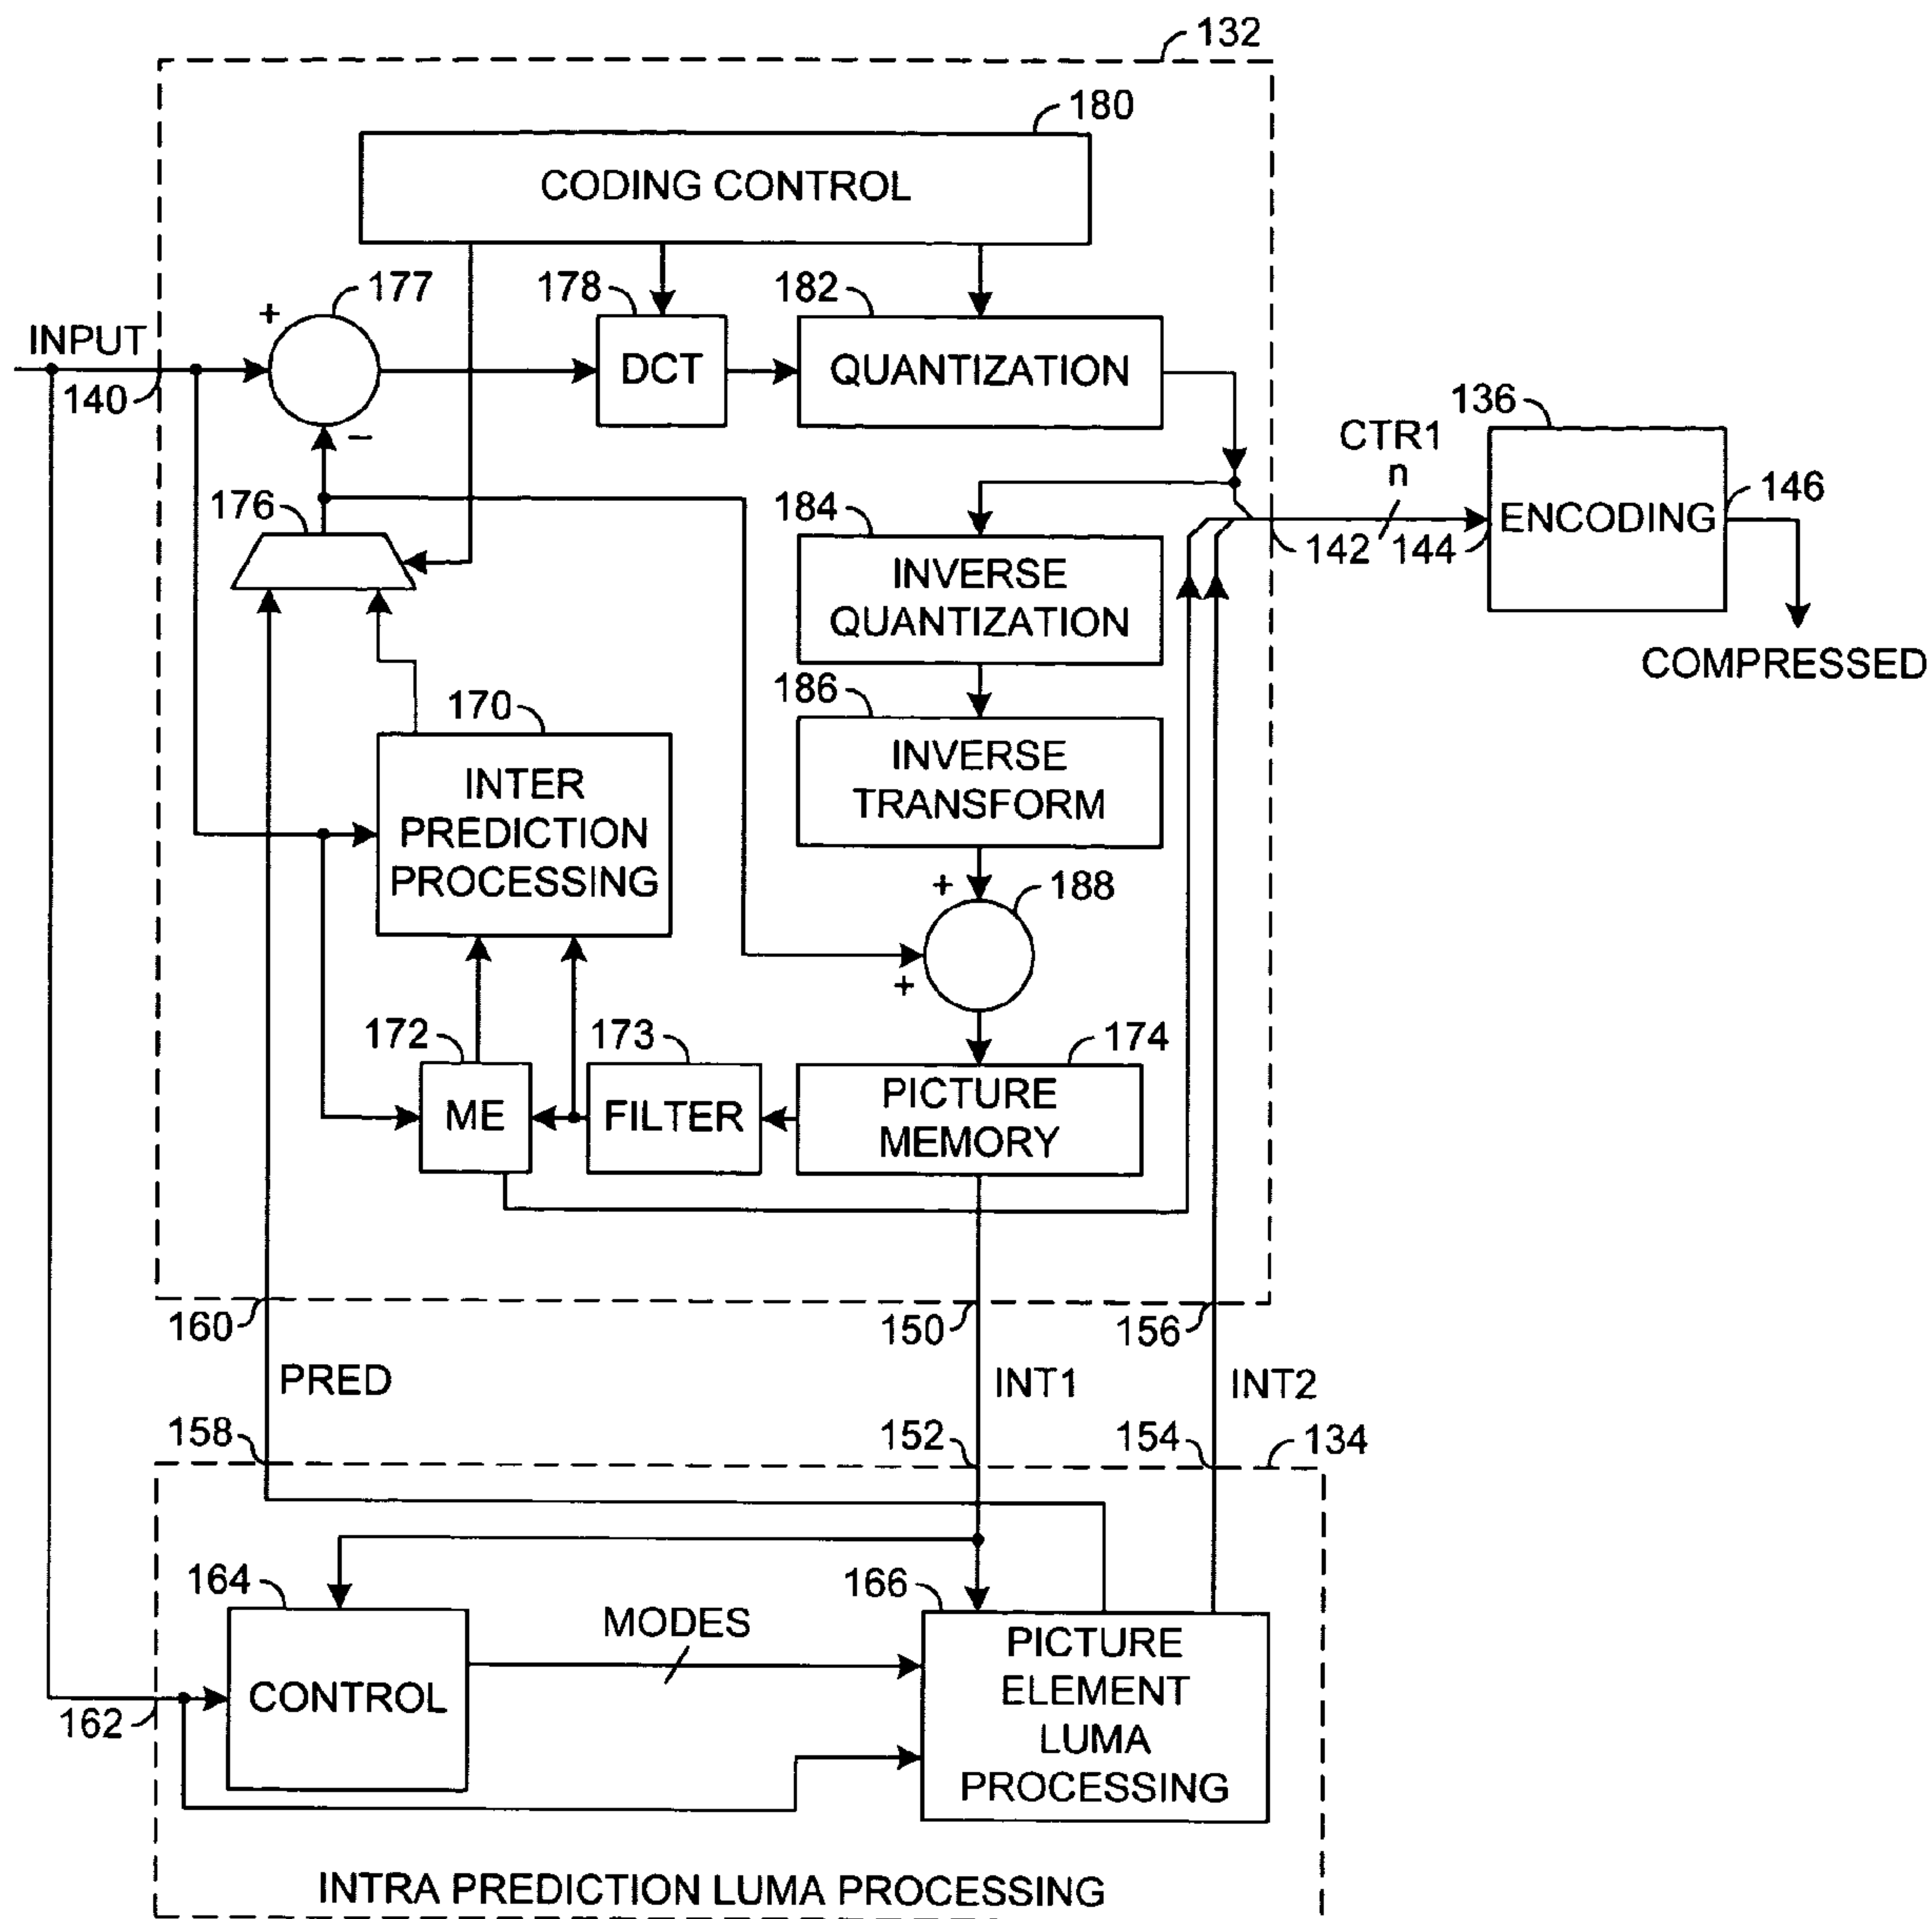 132
180
CODING CONTROL
+
177
178
182
INPUT
DCT
QUANTIZATION
140
−
136
CTR1
n
176
184
146
ENCODING
142
144
INVERSE
QUANTIZATION
COMPRESSED
170
186
INTER
PREDICTION
PROCESSING
INVERSE
TRANSFORM
+
188
+
172
173
174
ME
FILTER
PICTURE
MEMORY
160
150
156
PRED
INT1
INT2
158
152
154
134
164
166
MODES
CONTROL
PICTURE
ELEMENT
LUMA
PROCESSING
162
INTRA PREDICTION LUMA PROCESSING